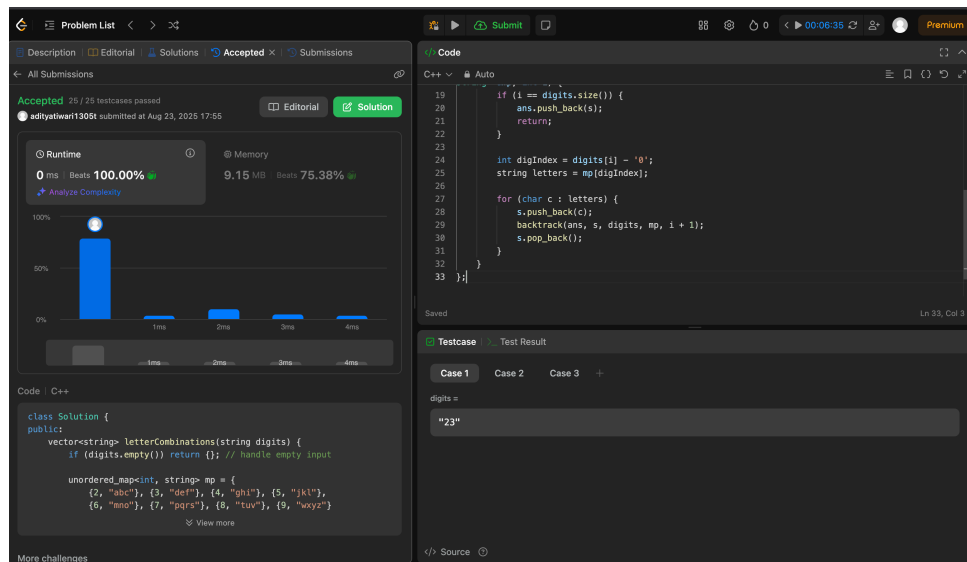 Problem List
Submit
0
00:06:35
Premium
Description | Editorial | Solutions | Accepted × | Submissions
← All Submissions
Accepted 25 / 25 testcases passed
adityatiwari1305t submitted at Aug 23, 2025 17:55
Editorial
Solution
Runtime
0 ms | Beats 100.00%
Analyze Complexity
Memory
9.15 MB Beats 75.38%
100%
50%
0%
1ms 2ms 3ms 4ms
1ms 2ms 3ms 4ms
Code | C++
class Solution {
public:
    vector<string> letterCombinations(string digits) {
        if (digits.empty()) return {}; // handle empty input

        unordered_map<int, string> mp = {
            {2, "abc"}, {3, "def"}, {4, "ghi"}, {5, "jkl"},
            {6, "mno"}, {7, "pqrs"}, {8, "tuv"}, {9, "wxyz"}
View more
More challenges
</> Code
C++ Auto
19 if (i == digits.size()) {
20 ans.push_back(s);
21 return;
22 }
23
24 int digIndex = digits[i] - '0';
25 string letters = mp[digIndex];
26
27 for (char c : letters) {
28 s.push_back(c);
29 backtrack(ans, s, digits, mp, i + 1);
30 s.pop_back();
31 }
32 }
33 };
Saved
Ln 33, Col 3
Testcase | >_ Test Result
Case 1 Case 2 Case 3 +
digits =
"23"
</> Source